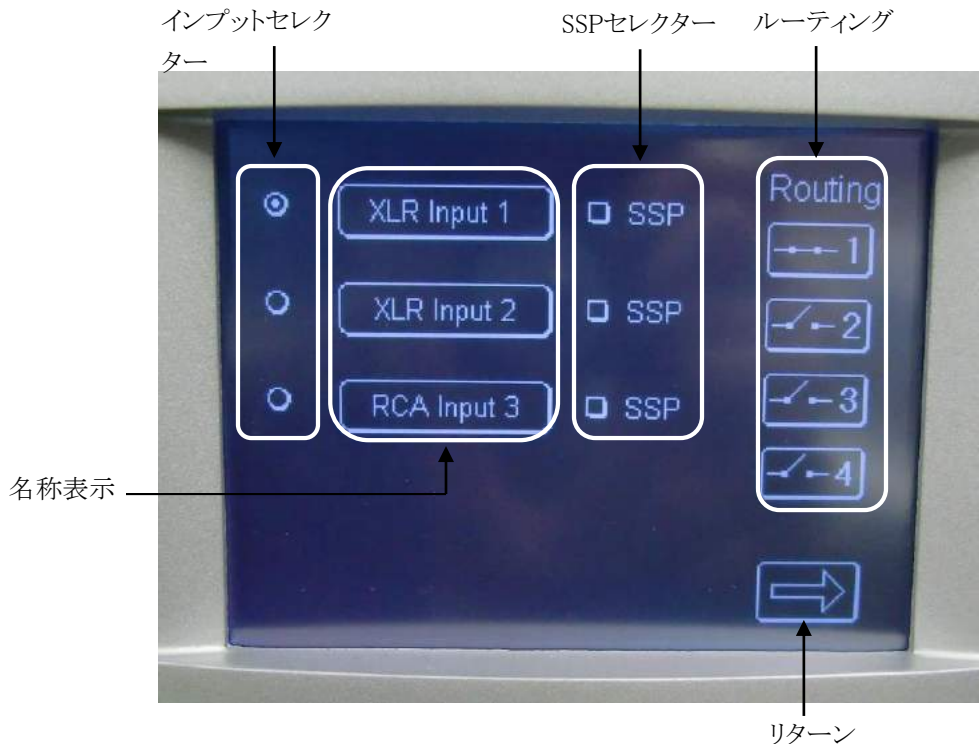 インプットセレク
ター
SSPセレクター
ルーティング
Routing
XLR Input 1
SSP
1
XLR Input 2
SSP
2
RCA Input 3
SSP
3
4
名称表示
リターン